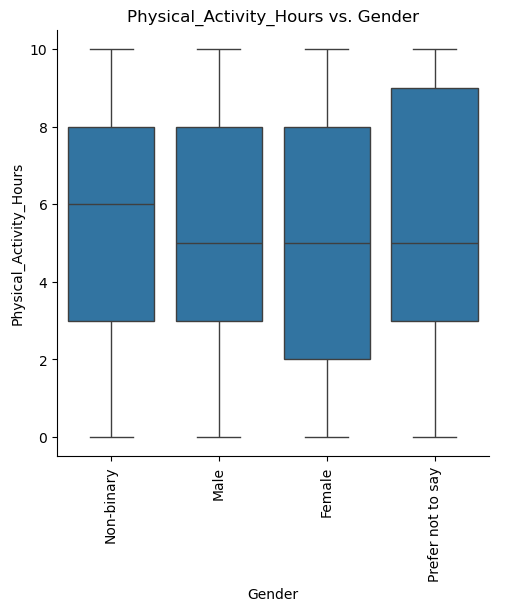 Physical_Activity_Hours vs. Gender
Physical_Activity_Hours
10
8
6
4
2
0
Non-binary
Male
Female
Prefer not to say
Gender